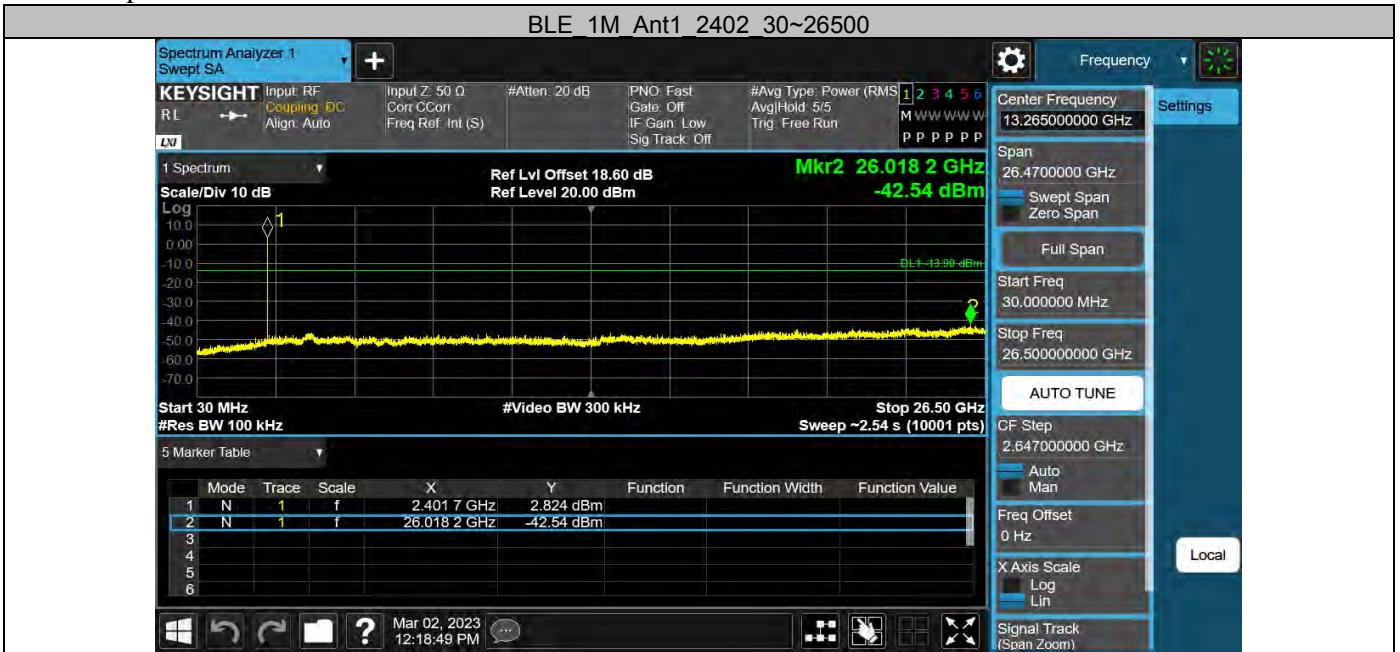 BLE_1M_Ant1_2402_30~26500
Spectrum Analyzer 1
Swept SA
Frequency
KEYSIGHT
RL
LXI
Input: RF
Coupling: DC
Align: Auto
Input Z: 50 Ω
Corr CCorr
Freq Ref: Int (S)
#Atten: 20 dB
PNO: Fast
Gate: Off
IF Gain: Low
Sig Track: Off
#Avg Type: Power (RMS
Avg|Hold: 5/5
Trig: Free Run
1 2 3 4 5 6
M W W W W W
P P P P P P
1 Spectrum
Scale/Div 10 dB
Ref Lvl Offset 18.60 dB
Ref Level 20.00 dBm
Mkr2 26.018 2 GHz
-42.54 dBm
Log
10.0
0.00
-10.0
-20.0
-30.0
-40.0
-50.0
-60.0
-70.0
1
DL1 -13.90 dBm
2
Start 30 MHz
#Video BW 300 kHz
Stop 26.50 GHz
#Res BW 100 kHz
Sweep ~2.54 s (10001 pts)
5 Marker Table
Mode Trace Scale X Y Function Function Width Function Value
1 N 1 f 2.401 7 GHz 2.824 dBm
2 N 1 f 26.018 2 GHz -42.54 dBm
3
4
5
6
?
Mar 02, 2023
12:18:49 PM
Center Frequency
13.265000000 GHz
Settings
Span
26.4700000 GHz
Swept Span
Zero Span
Full Span
Start Freq
30.000000 MHz
Stop Freq
26.500000000 GHz
AUTO TUNE
CF Step
2.647000000 GHz
Auto
Man
Freq Offset
0 Hz
Local
X Axis Scale
Log
Lin
Signal Track
(Span Zoom)